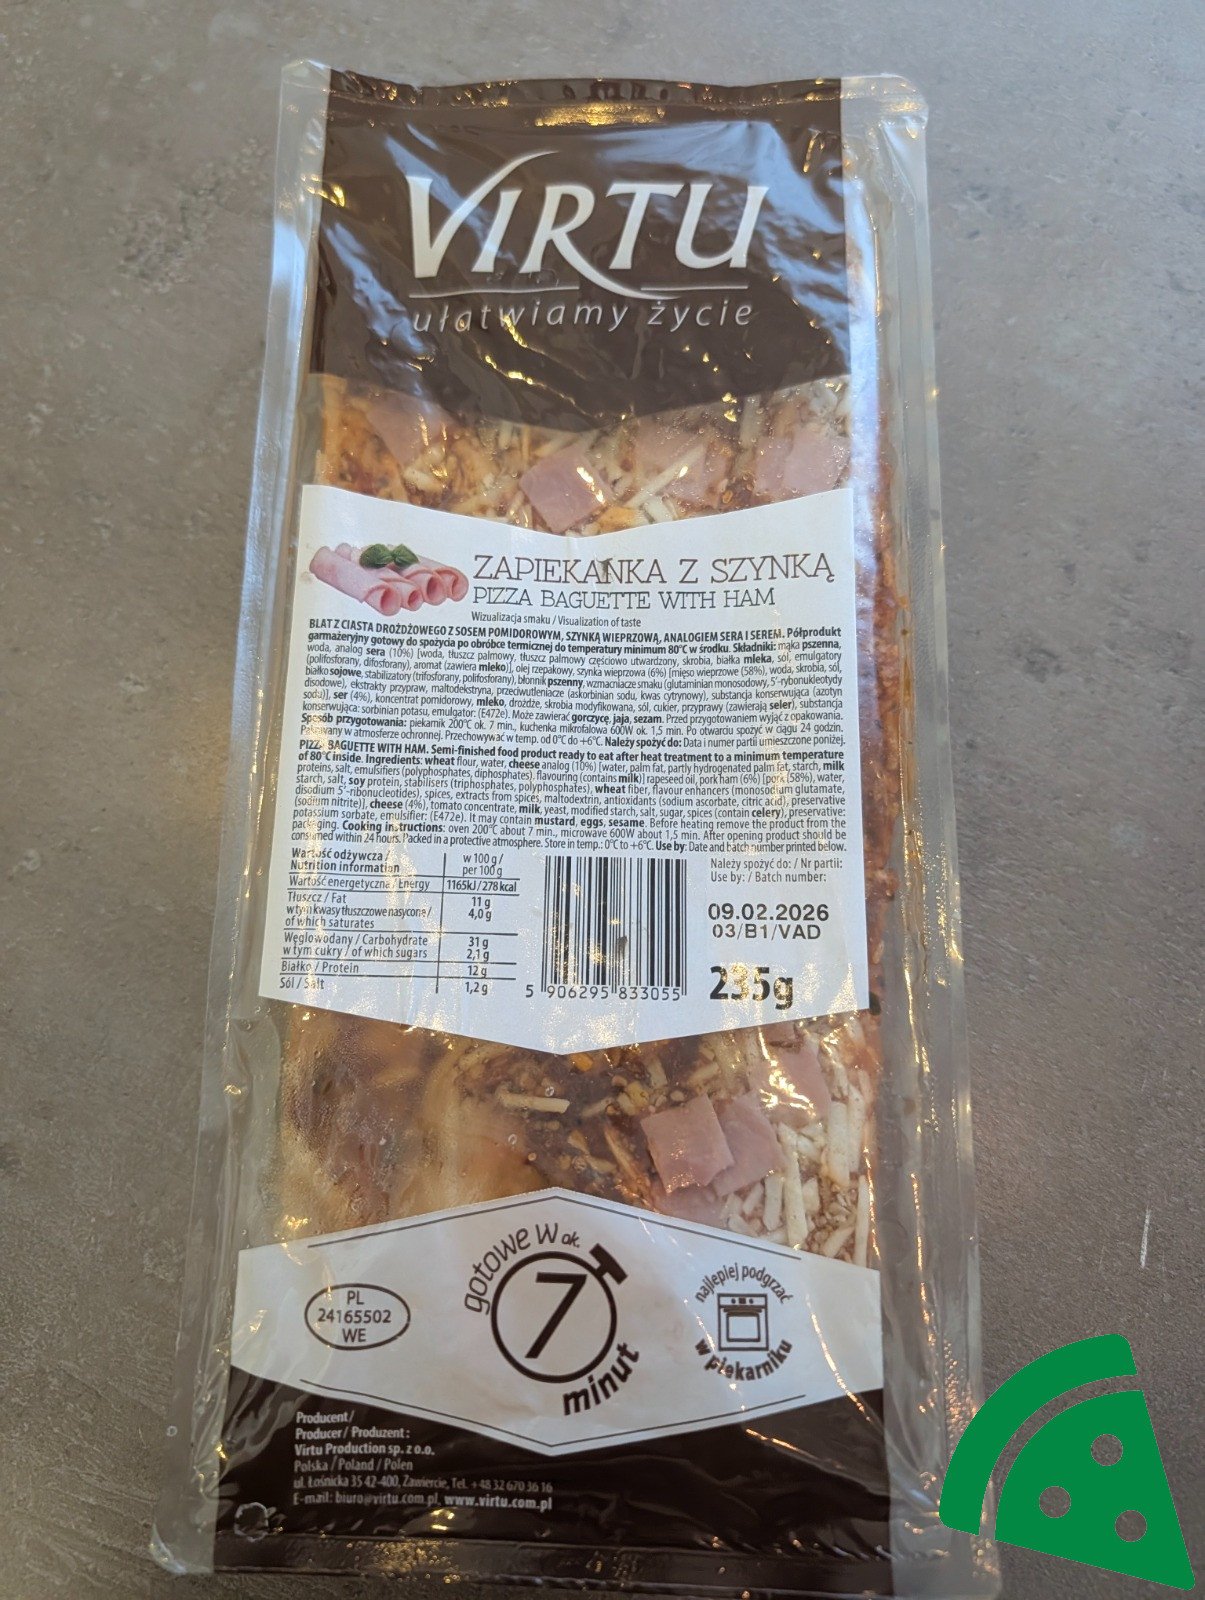 VIRTU
ułatwiamy życie
ZAPIEKANKA Z SZYNKĄ
PIZZA BAGUETTE WITH HAM
Wizualizacja smaku / Visualization of taste
BLAT Z CIASTA DROŻDŻOWEGO Z SOSEM POMIDOROWYM, SZYNKĄ WIEPRZOWĄ, ANALOGIEM SERA I SEREM. Półprodukt
garmażeryjny gotowy do spożycia po obróbce termicznej do temperatury minimum 80°C w środku. Składniki: mąka pszenna,
woda, analog sera (10%) [woda, tłuszcz palmowy, tłuszcz palmowy częściowo utwardzony, skrobia, białka mleka, sól, emulgatory
(polifosforany, difosforany), aromat (zawiera mleko)], olej rzepakowy, szynka wieprzowa (6%) [mięso wieprzowe (58%), woda, skrobia, sól,
białko sojowe, stabilizatory (trifosforany, polifosforany), błonnik pszenny, wzmacniacze smaku (glutaminian monosodowy, 5'-rybonukleotydy
disodowe), ekstrakty przypraw, maltodekstryna, przeciwutleniacze (askorbinian sodu, kwas cytrynowy), substancja konserwująca (azotyn
sodu)], ser (4%), koncentrat pomidorowy, mleko, drożdże, skrobia modyfikowana, sól, cukier, przyprawy (zawierają seler), substancja
konserwująca: sorbinian potasu, emulgator: (E472e). Może zawierać gorczycę, jaja, sezam. Przed przygotowaniem wyjąć z opakowania.
Sposób przygotowania: piekarnik 200°C ok. 7 min., kuchenka mikrofalowa 600W ok. 1,5 min. Po otwarciu spożyć w ciągu 24 godzin.
Pakowany w atmosferze ochronnej. Przechowywać w temp. od 0°C do +6°C. Należy spożyć do: Data i numer partii umieszczone poniżej.
PIZZA BAGUETTE WITH HAM. Semi-finished food product ready to eat after heat treatment to a minimum temperature
of 80°C inside. Ingredients: wheat flour, water, cheese analog (10%) [water, palm fat, partly hydrogenated palm fat, starch, milk
proteins, salt, emulsifiers (polyphosphates, diphosphates), flavouring (contains milk)] rapeseed oil, pork ham (6%) [pork (58%), water,
starch, salt, soy protein, stabilisers (triphosphates, polyphosphates), wheat fiber, flavour enhancers (monosodium glutamate,
disodium 5'-ribonucleotides), spices, extracts from spices, maltodextrin, antioxidants (sodium ascorbate, citric acid), preservative
(sodium nitrite)], cheese (4%), tomato concentrate, milk, yeast, modified starch, salt, sugar, spices (contain celery), preservative:
potassium sorbate, emulsifier: (E472e). It may contain mustard, eggs, sesame. Before heating remove the product from the
packaging. Cooking instructions: oven 200°C about 7 min., microwave 600W about 1,5 min. After opening product should be
consumed within 24 hours. Packed in a protective atmosphere. Store in temp.: 0°C to +6°C. Use by: Date and batch number printed below.
Wartość odżywcza / w 100 g /
Nutrition information per 100 g
Wartość energetyczna / Energy 1165kJ / 278 kcal
Tłuszcz / Fat 11 g
w tym kwasy tłuszczowe nasycone / 4,0 g
of which saturates
Węglowodany / Carbohydrate 31 g
w tym cukry / of which sugars 2,1 g
Białko / Protein 12 g
Sól / Salt 1,2 g
5 906295 833055
Należy spożyć do: / Nr partii:
Use by: / Batch number:
09.02.2026
03/B1/VAD
235g
PL
24165502
WE
gotowe w ok.
7
minut
najlepiej podgrzać
w piekarniku
Producent/
Producer/ Produzent:
Virtu Production sp. z o.o.
Polska / Poland / Polen
ul. Łośnicka 35 42-400, Zawiercie, Tel. +48 32 670 36 16
E-mail: biuro@virtu.com.pl, www.virtu.com.pl